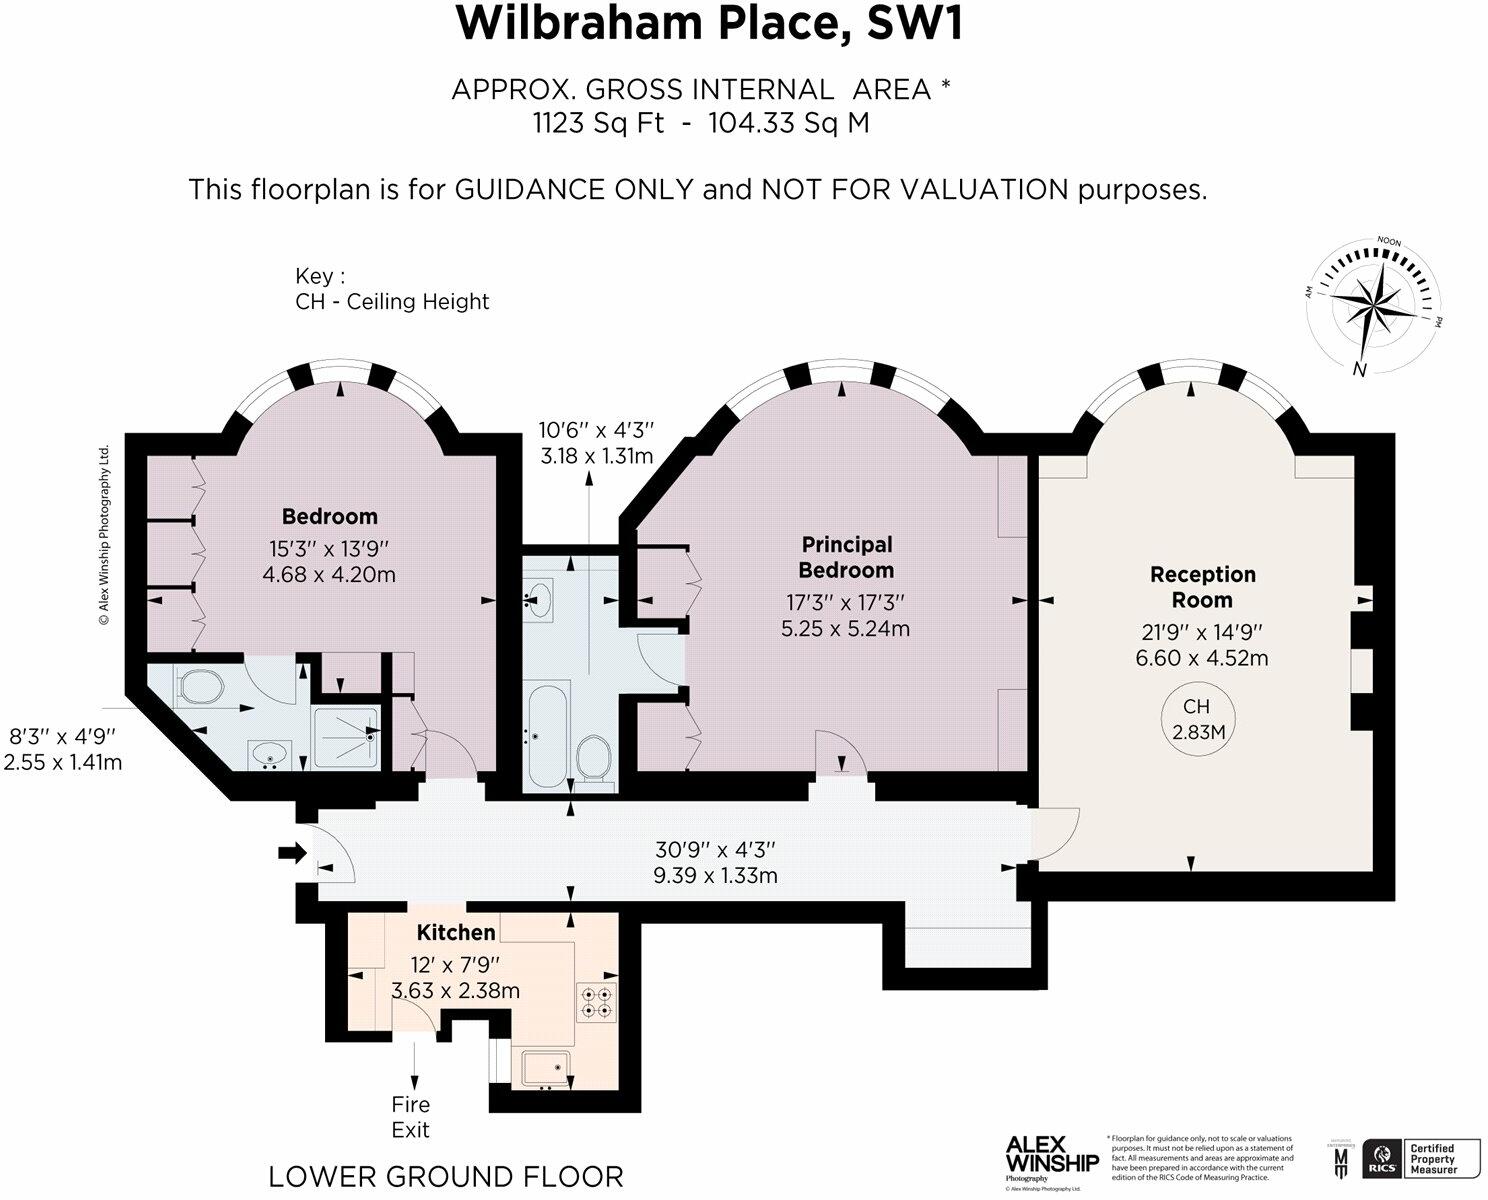 Wilbraham Place, SW1
APPROX. GROSS INTERNAL AREA *
1123 Sq Ft - 104.33 Sq M
This floorplan is for GUIDANCE ONLY and NOT FOR VALUATION purposes.
Key :
CH - Ceiling Height
NOON
AM
PM
N
© Alex Winship Photography Ltd.
10'6'' x 4'3''
3.18 x 1.31m
Bedroom
15'3'' x 13'9''
4.68 x 4.20m
Principal
Bedroom
17'3'' x 17'3''
5.25 x 5.24m
Reception
Room
21'9'' x 14'9''
6.60 x 4.52m
CH
2.83M
8'3'' x 4'9''
2.55 x 1.41m
30'9'' x 4'3''
9.39 x 1.33m
Kitchen
12' x 7'9''
3.63 x 2.38m
Fire
Exit
LOWER GROUND FLOOR
ALEX
WINSHIP
Photography
© Alex Winship Photography Ltd.
* Floorplan for guidance only, not to scale or valuations
purposes. It must not be relied upon as a statement of
fact. All measurements and areas are approximate and
have been prepared in accordance with the current
edition of the RICS Code of Measuring Practice.
RICS
Certified
Property
Measurer